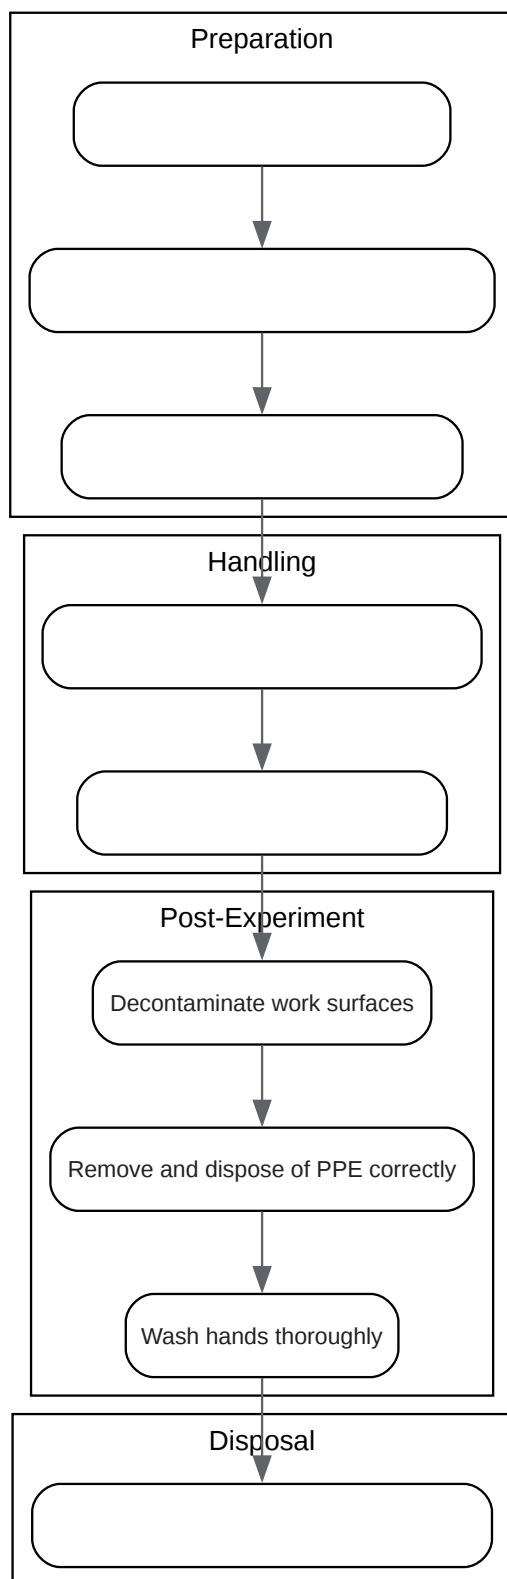 Preparation
Handling
Post-Experiment
Decontaminate work surfaces
Remove and dispose of PPE correctly
Wash hands thoroughly
Disposal